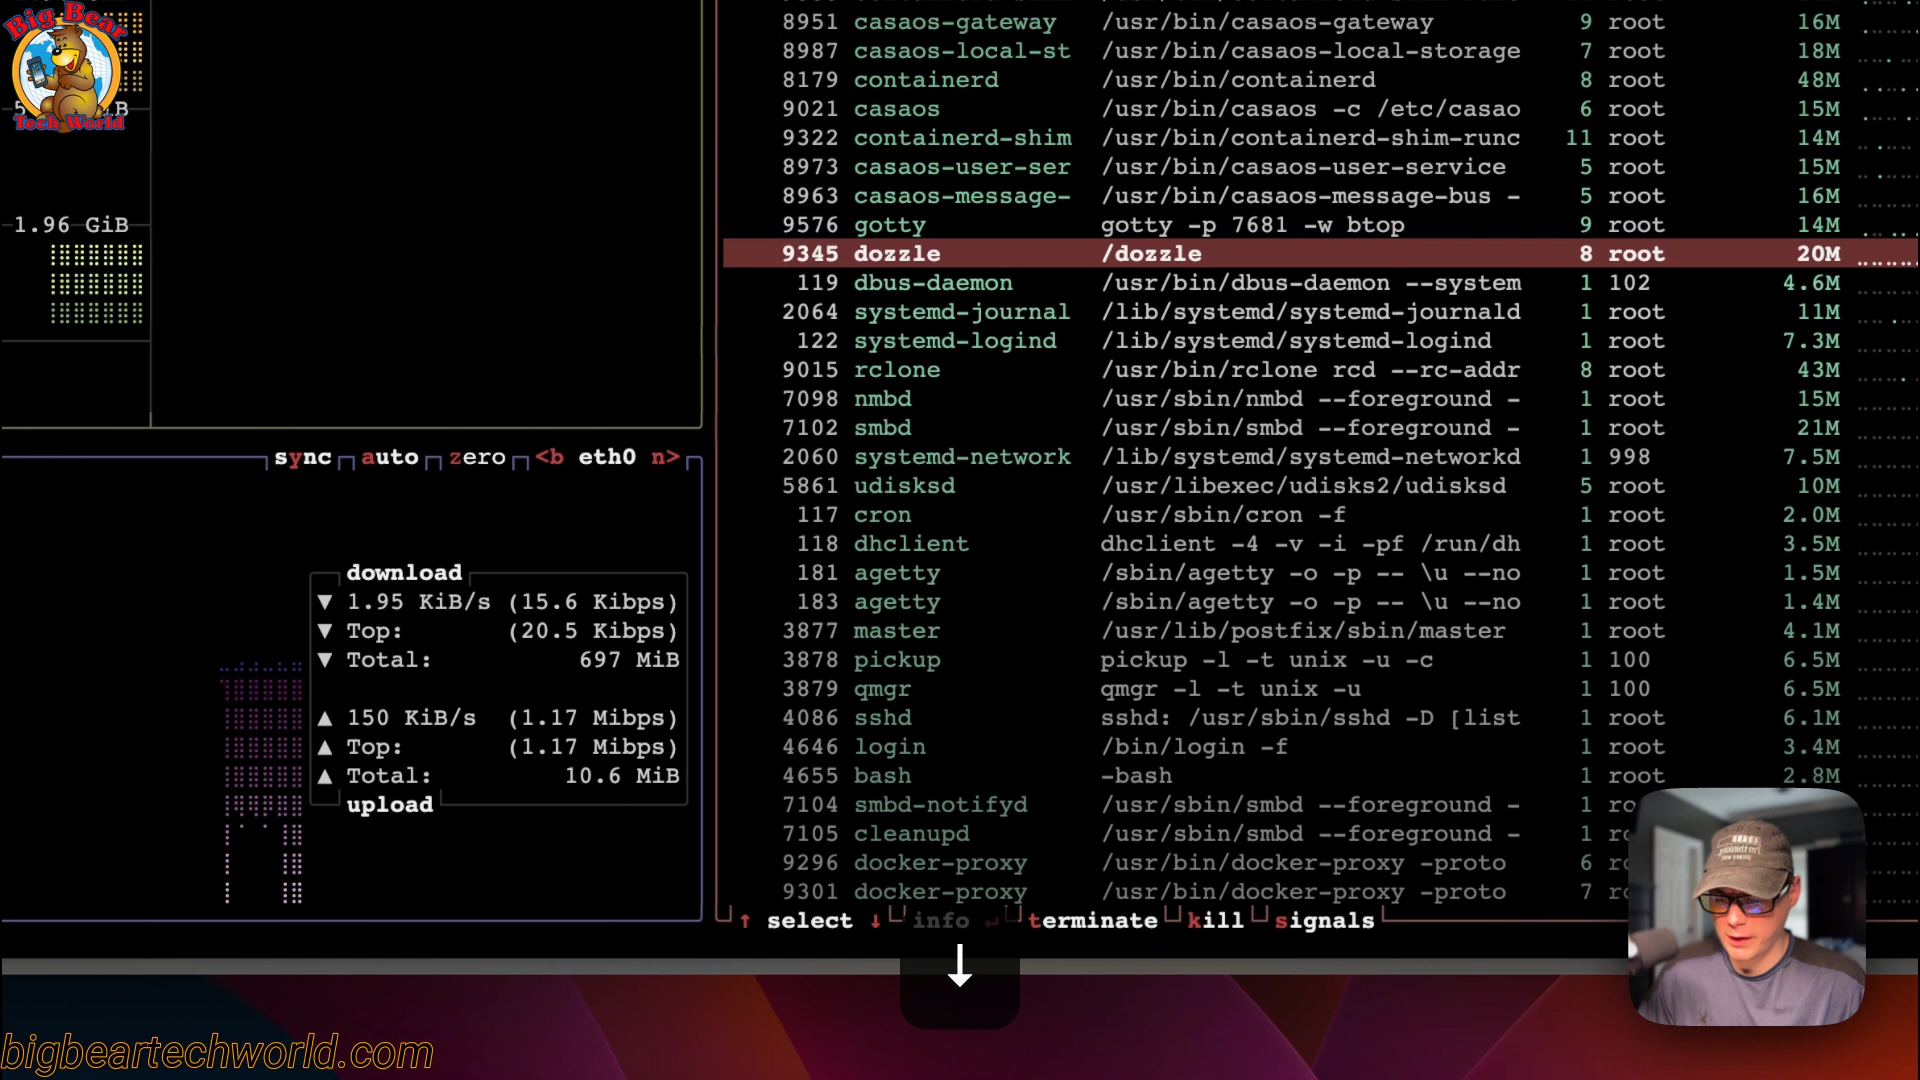 Big Bear
Tech World
8951 casaos-gateway /usr/bin/casaos-gateway 9 root 16M
8987 casaos-local-st /usr/bin/casaos-local-storage 7 root 18M
8179 containerd /usr/bin/containerd 8 root 48M
9021 casaos /usr/bin/casaos -c /etc/casao 6 root 15M
9322 containerd-shim /usr/bin/containerd-shim-runc 11 root 14M
8973 casaos-user-ser /usr/bin/casaos-user-service 5 root 15M
8963 casaos-message- /usr/bin/casaos-message-bus - 5 root 16M
1.96 GiB
9576 gotty gotty -p 7681 -w btop 9 root 14M
9345 dozzle /dozzle 8 root 20M
119 dbus-daemon /usr/bin/dbus-daemon --system 1 102 4.6M
2064 systemd-journal /lib/systemd/systemd-journald 1 root 11M
122 systemd-logind /lib/systemd/systemd-logind 1 root 7.3M
9015 rclone /usr/bin/rclone rcd --rc-addr 8 root 43M
7098 nmbd /usr/sbin/nmbd --foreground - 1 root 15M
7102 smbd /usr/sbin/smbd --foreground - 1 root 21M
2060 systemd-network /lib/systemd/systemd-networkd 1 998 7.5M
5861 udisksd /usr/libexec/udisks2/udisksd 5 root 10M
117 cron /usr/sbin/cron -f 1 root 2.0M
118 dhclient dhclient -4 -v -i -pf /run/dh 1 root 3.5M
181 agetty /sbin/agetty -o -p -- \u --no 1 root 1.5M
183 agetty /sbin/agetty -o -p -- \u --no 1 root 1.4M
3877 master /usr/lib/postfix/sbin/master 1 root 4.1M
3878 pickup pickup -l -t unix -u -c 1 100 6.5M
3879 qmgr qmgr -l -t unix -u 1 100 6.5M
4086 sshd sshd: /usr/sbin/sshd -D [list 1 root 6.1M
4646 login /bin/login -f 1 root 3.4M
4655 bash -bash 1 root 2.8M
7104 smbd-notifyd /usr/sbin/smbd --foreground - 1
7105 cleanupd /usr/sbin/smbd --foreground - 1
9296 docker-proxy /usr/bin/docker-proxy -proto 6
9301 docker-proxy /usr/bin/docker-proxy -proto 7
↑ select ↓ info ↵ terminate kill signals
sync auto zero <b eth0 n>
download
▼ 1.95 KiB/s (15.6 Kibps)
▼ Top: (20.5 Kibps)
▼ Total: 697 MiB
▲ 150 KiB/s (1.17 Mibps)
▲ Top: (1.17 Mibps)
▲ Total: 10.6 MiB
upload
bigbeartechworld.com